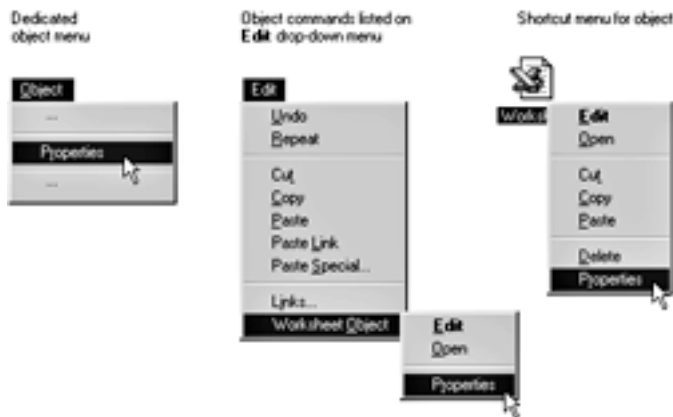 Dedicated
object menu
Object
...
Properties
...
Object commands listed on
Edit drop-down menu
Edit
Undo
Repeat
Cut
Copy
Paste
Paste Link
Paste Special...
Links...
Worksheet Object
Edit
Open
Properties
Shortcut menu for object
Works
Edit
Open
Cut
Copy
Paste
Delete
Properties